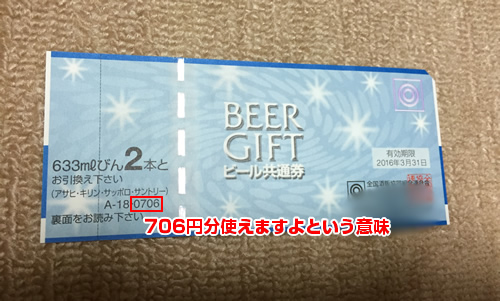 BEER
GIFT
ビール共通券
633mlびん2本と
お引換え下さい
(アサヒ・キリン・サッポロ・サントリー)
A-18 0706
裏面をお読み下さい
有効期限
2016年3月31日
706円分使えますよという意味